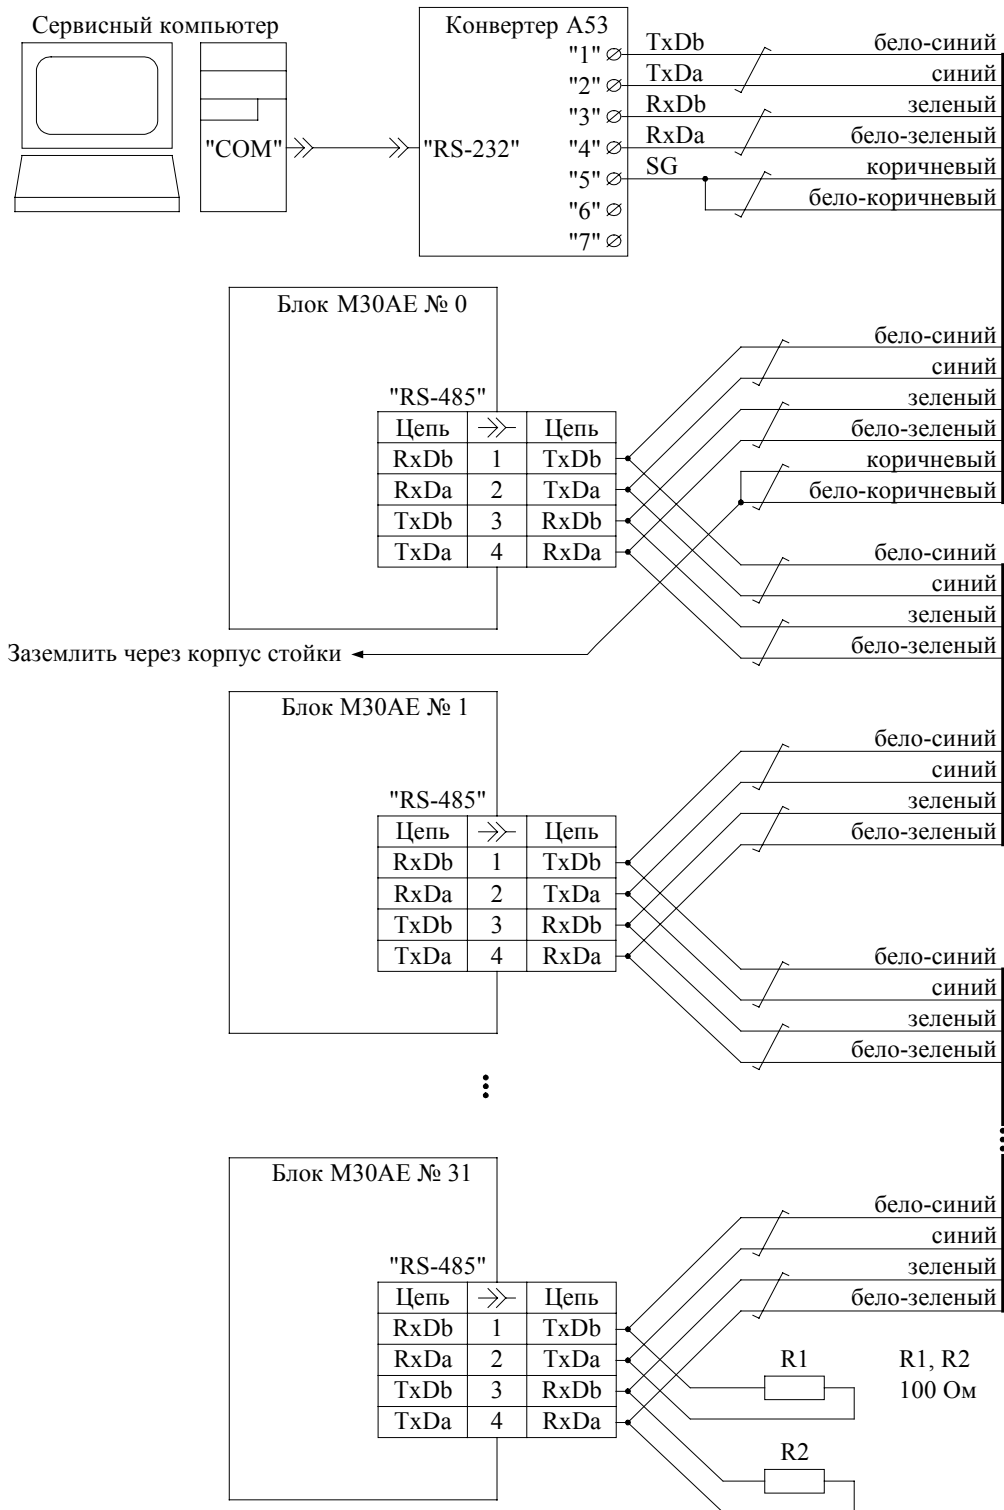 Сервисный компьютер
"COM"
Конвертер А53
"RS-232"
"1" TxDb бело-синий
"2" TxDa синий
"3" RxDb зеленый
"4" RxDa бело-зеленый
"5" SG коричневый
"6" бело-коричневый
"7"
Блок М30АЕ № 0
"RS-485"
Цепь Цепь
RxDb 1 TxDb
RxDa 2 TxDa
TxDb 3 RxDb
TxDa 4 RxDa
бело-синий
синий
зеленый
бело-зеленый
коричневый
бело-коричневый
бело-синий
синий
зеленый
бело-зеленый
Заземлить через корпус стойки
Блок М30АЕ № 1
"RS-485"
Цепь Цепь
RxDb 1 TxDb
RxDa 2 TxDa
TxDb 3 RxDb
TxDa 4 RxDa
бело-синий
синий
зеленый
бело-зеленый
бело-синий
синий
зеленый
бело-зеленый
Блок М30АЕ № 31
"RS-485"
Цепь Цепь
RxDb 1 TxDb
RxDa 2 TxDa
TxDb 3 RxDb
TxDa 4 RxDa
бело-синий
синий
зеленый
бело-зеленый
R1
R1, R2
100 Ом
R2